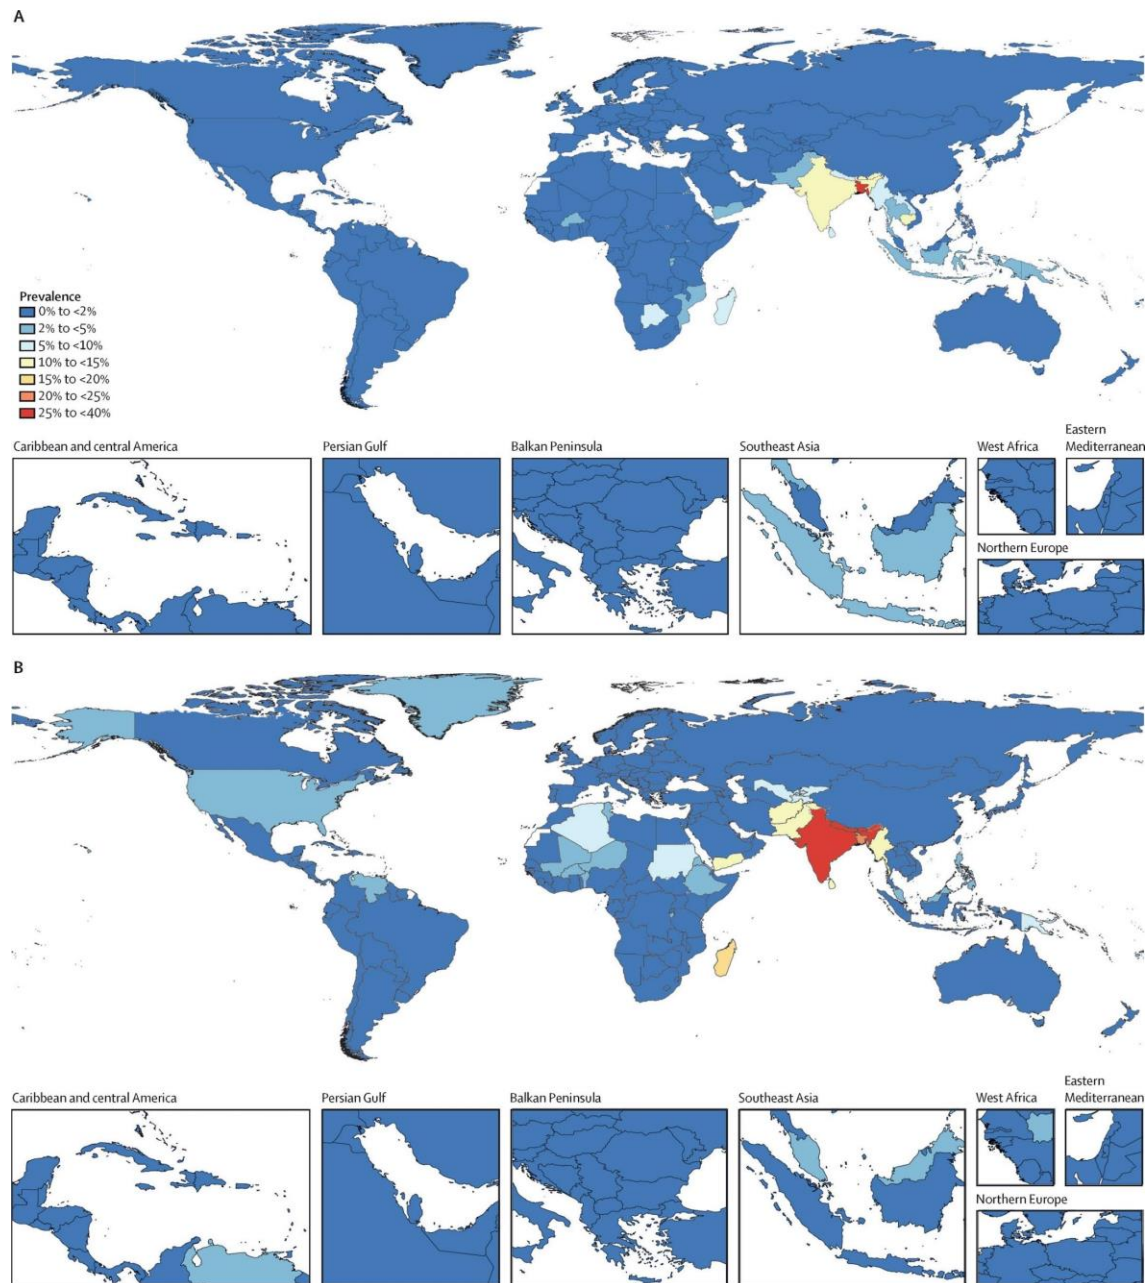 A
Prevalence
0% to <2%
2% to <5%
5% to <10%
10% to <15%
15% to <20%
20% to <25%
25% to <40%
Caribbean and central America
Persian Gulf
Balkan Peninsula
Southeast Asia
West Africa
Eastern
Mediterranean
Northern Europe
B
Caribbean and central America
Persian Gulf
Balkan Peninsula
Southeast Asia
West Africa
Eastern
Mediterranean
Northern Europe